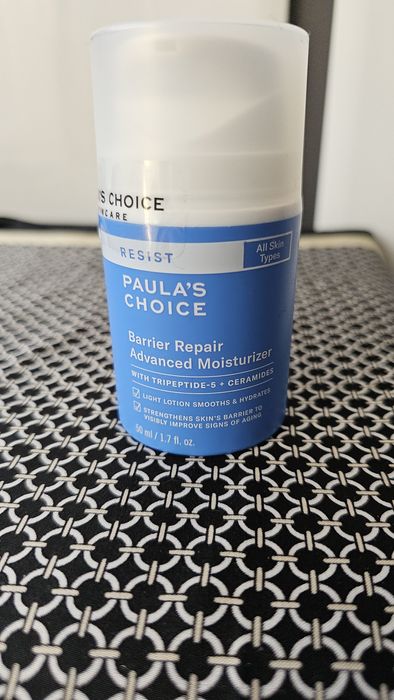 'S CHOICE
INCARE
RESIST
All Skin
Types
PAULA'S
CHOICE
Barrier Repair
Advanced Moisturizer
WITH TRIPEPTIDE-5 + CERAMIDES
LIGHT LOTION SMOOTHS & HYDRATES
STRENGTHENS SKIN'S BARRIER TO
VISIBLY IMPROVE SIGNS OF AGING
50 ml / 1.7 fl. oz.